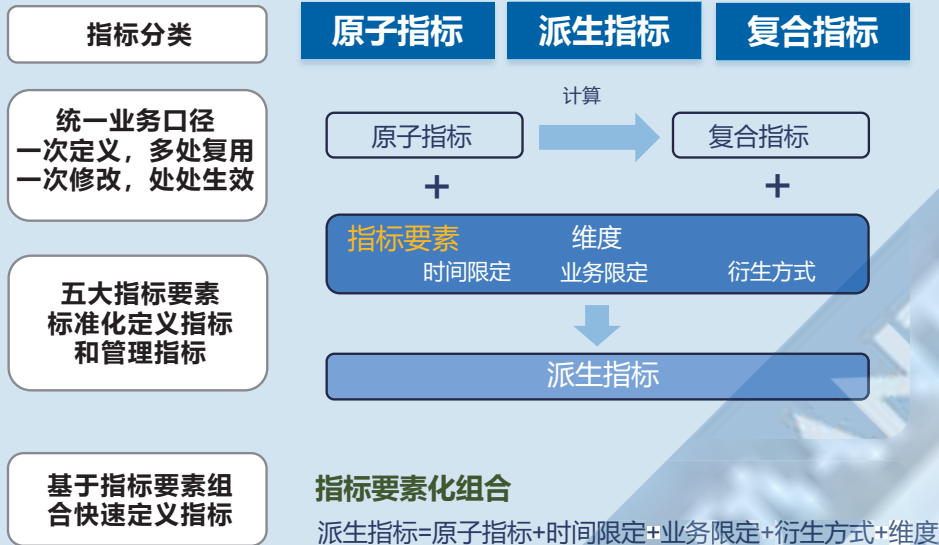 指标分类
原子指标
派生指标
复合指标
统一业务口径
一次定义，多处复用
一次修改，处处生效
计算
原子指标
复合指标
+
+
指标要素
维度
时间限定
业务限定
衍生方式
五大指标要素
标准化定义指标
和管理指标
派生指标
基于指标要素组
合快速定义指标
指标要素化组合
派生指标=原子指标+时间限定+业务限定+衍生方式+维度